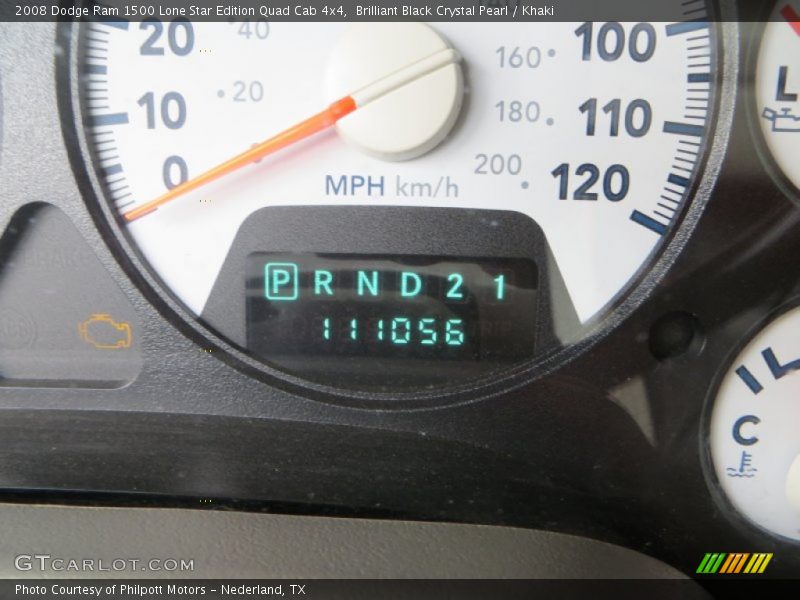 2008 Dodge Ram 1500 Lone Star Edition Quad Cab 4x4, Brilliant Black Crystal Pearl / Khaki
20 40 160 100 L
10 20 180 110
0 200 120
MPH km/h
P R N D 2 1
111056
C
GTCARLOT.COM
Photo Courtesy of Philpott Motors - Nederland, TX